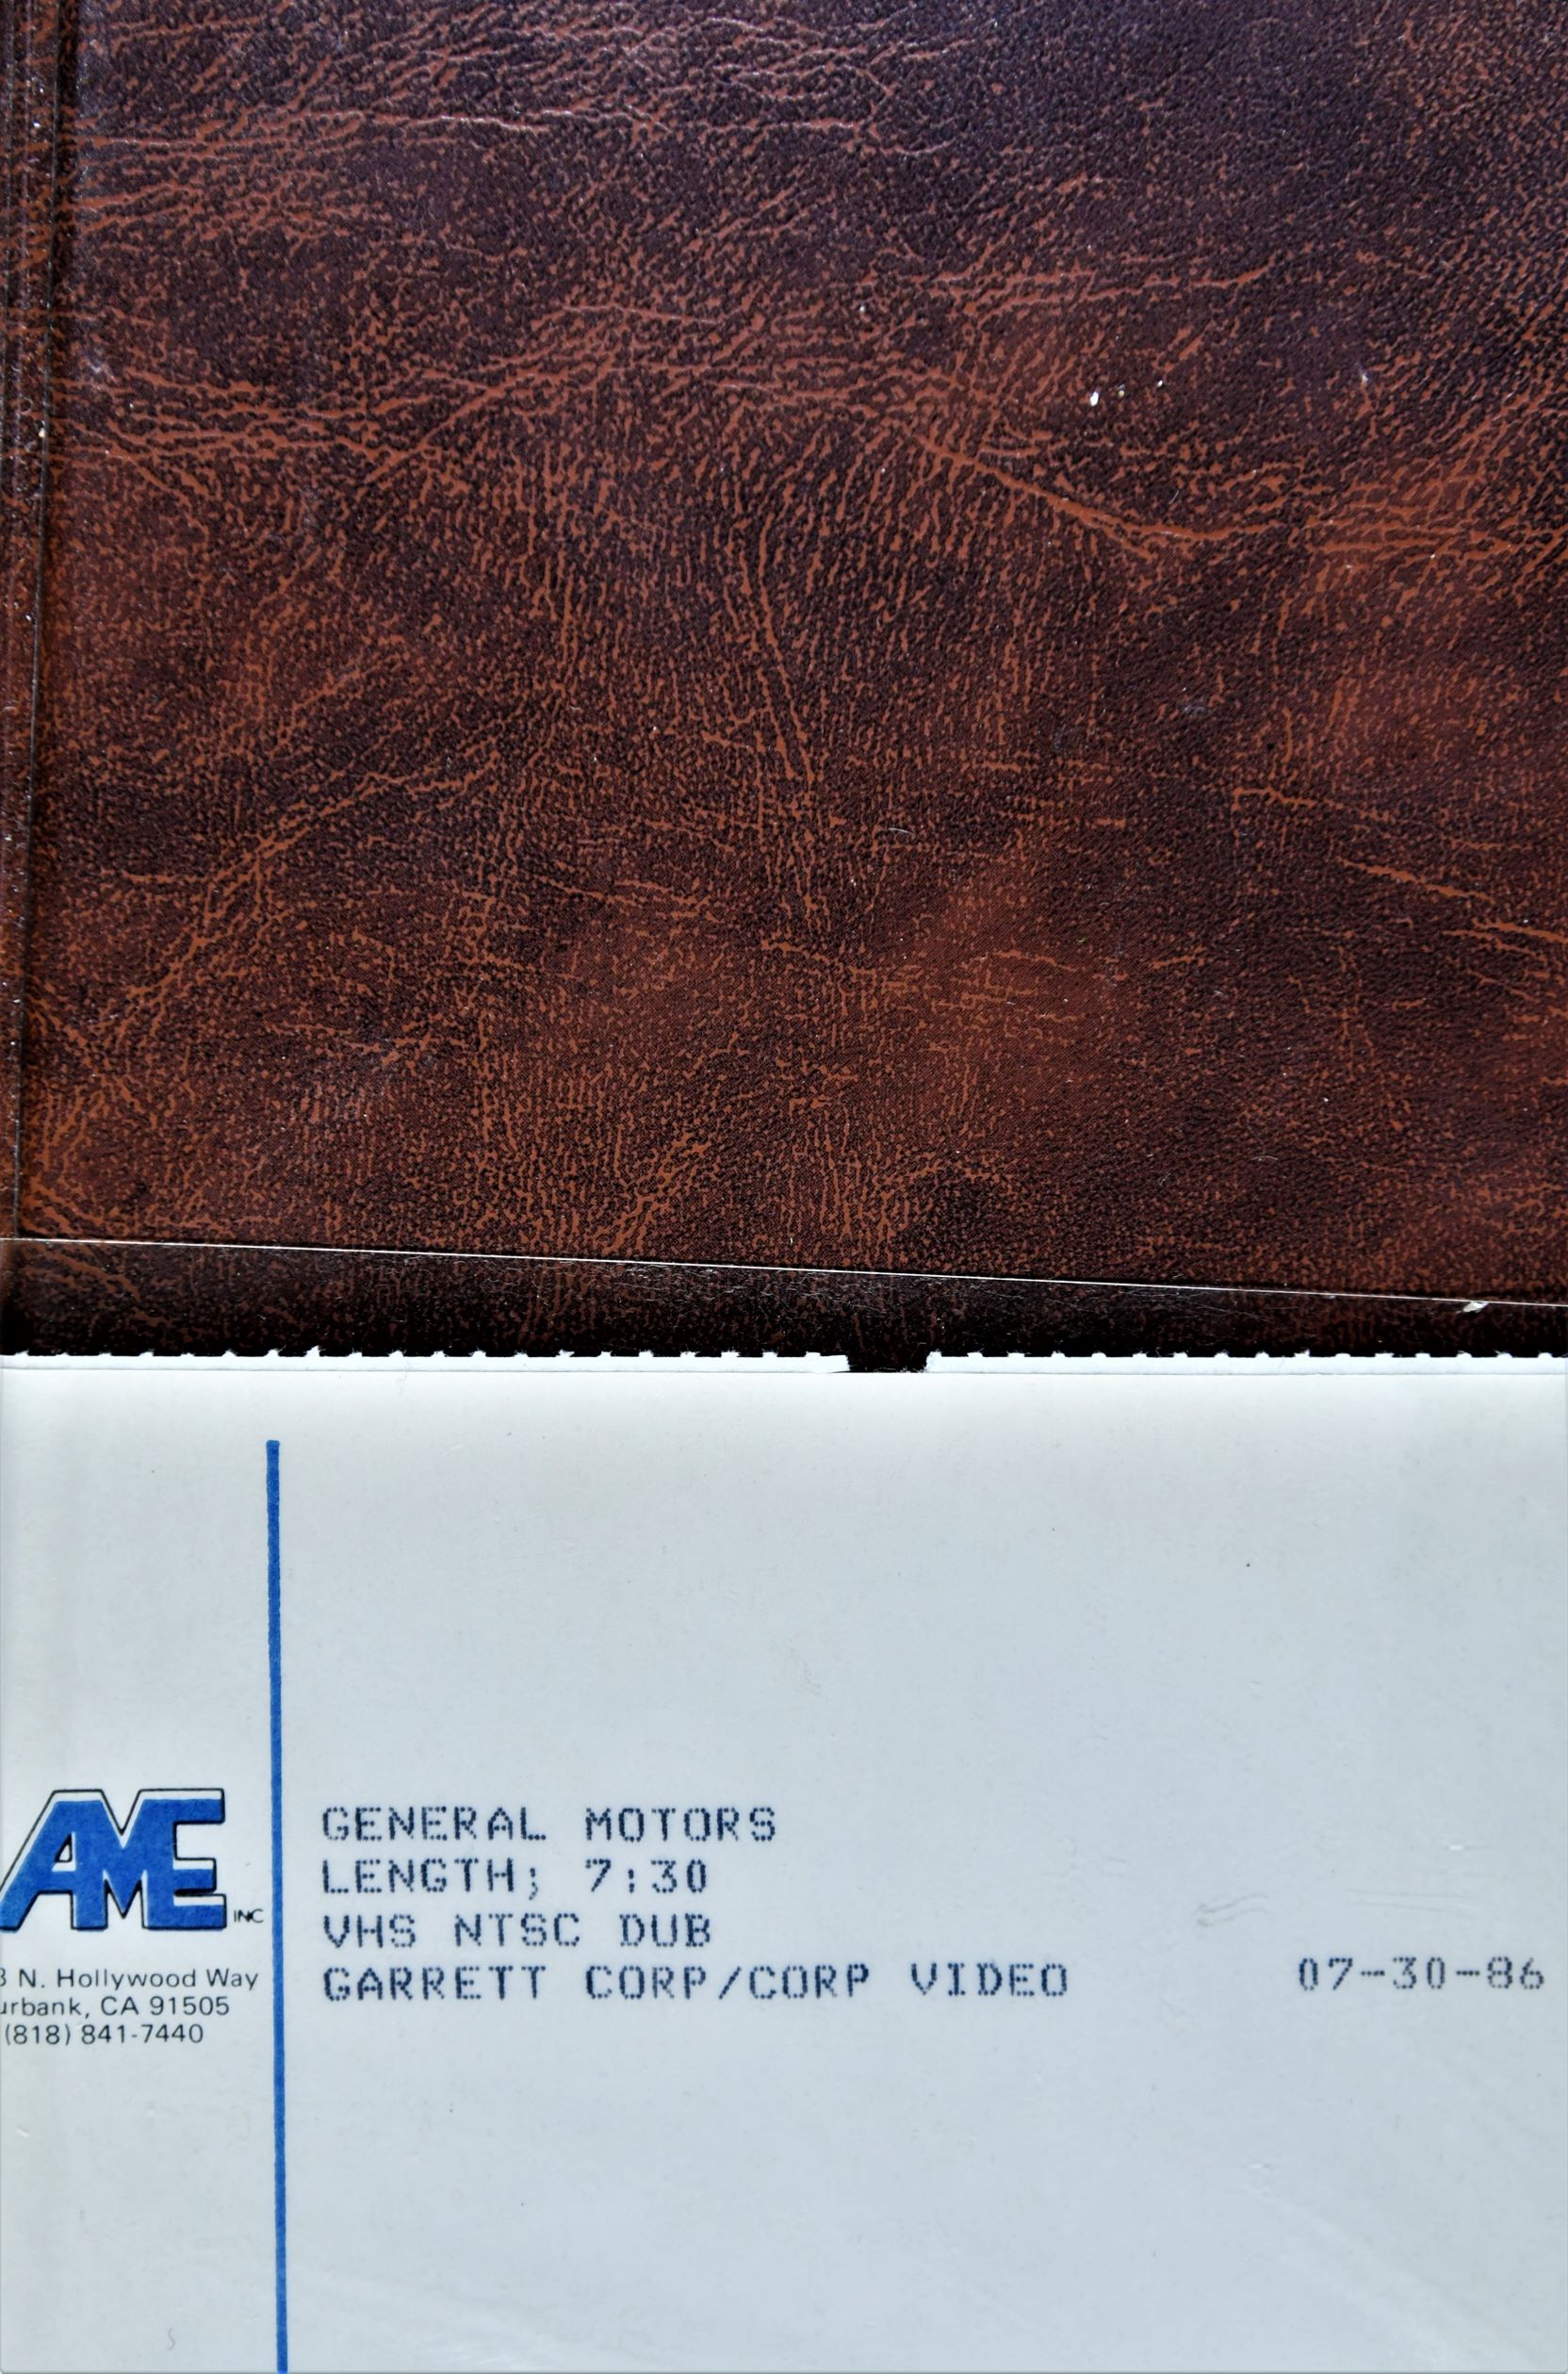 AME INC
N. Hollywood Way
CA 91505
(818) 841-7440
GENERAL MOTORS
LENGTH; 7:30
VHS NTSC DUB
GARRETT CORP/CORP VIDEO 07-30-86